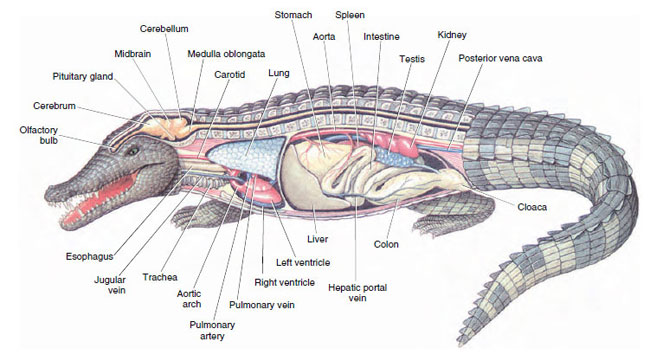 Stomach
Spleen
Cerebellum
Aorta
Intestine
Kidney
Midbrain
Medulla oblongata
Testis
Posterior vena cava
Pituitary gland
Carotid
Lung
Cerebrum
Olfactory
bulb
Cloaca
Liver
Colon
Esophagus
Left ventricle
Jugular
vein
Trachea
Right ventricle
Hepatic portal
vein
Aortic
arch
Pulmonary vein
Pulmonary
artery